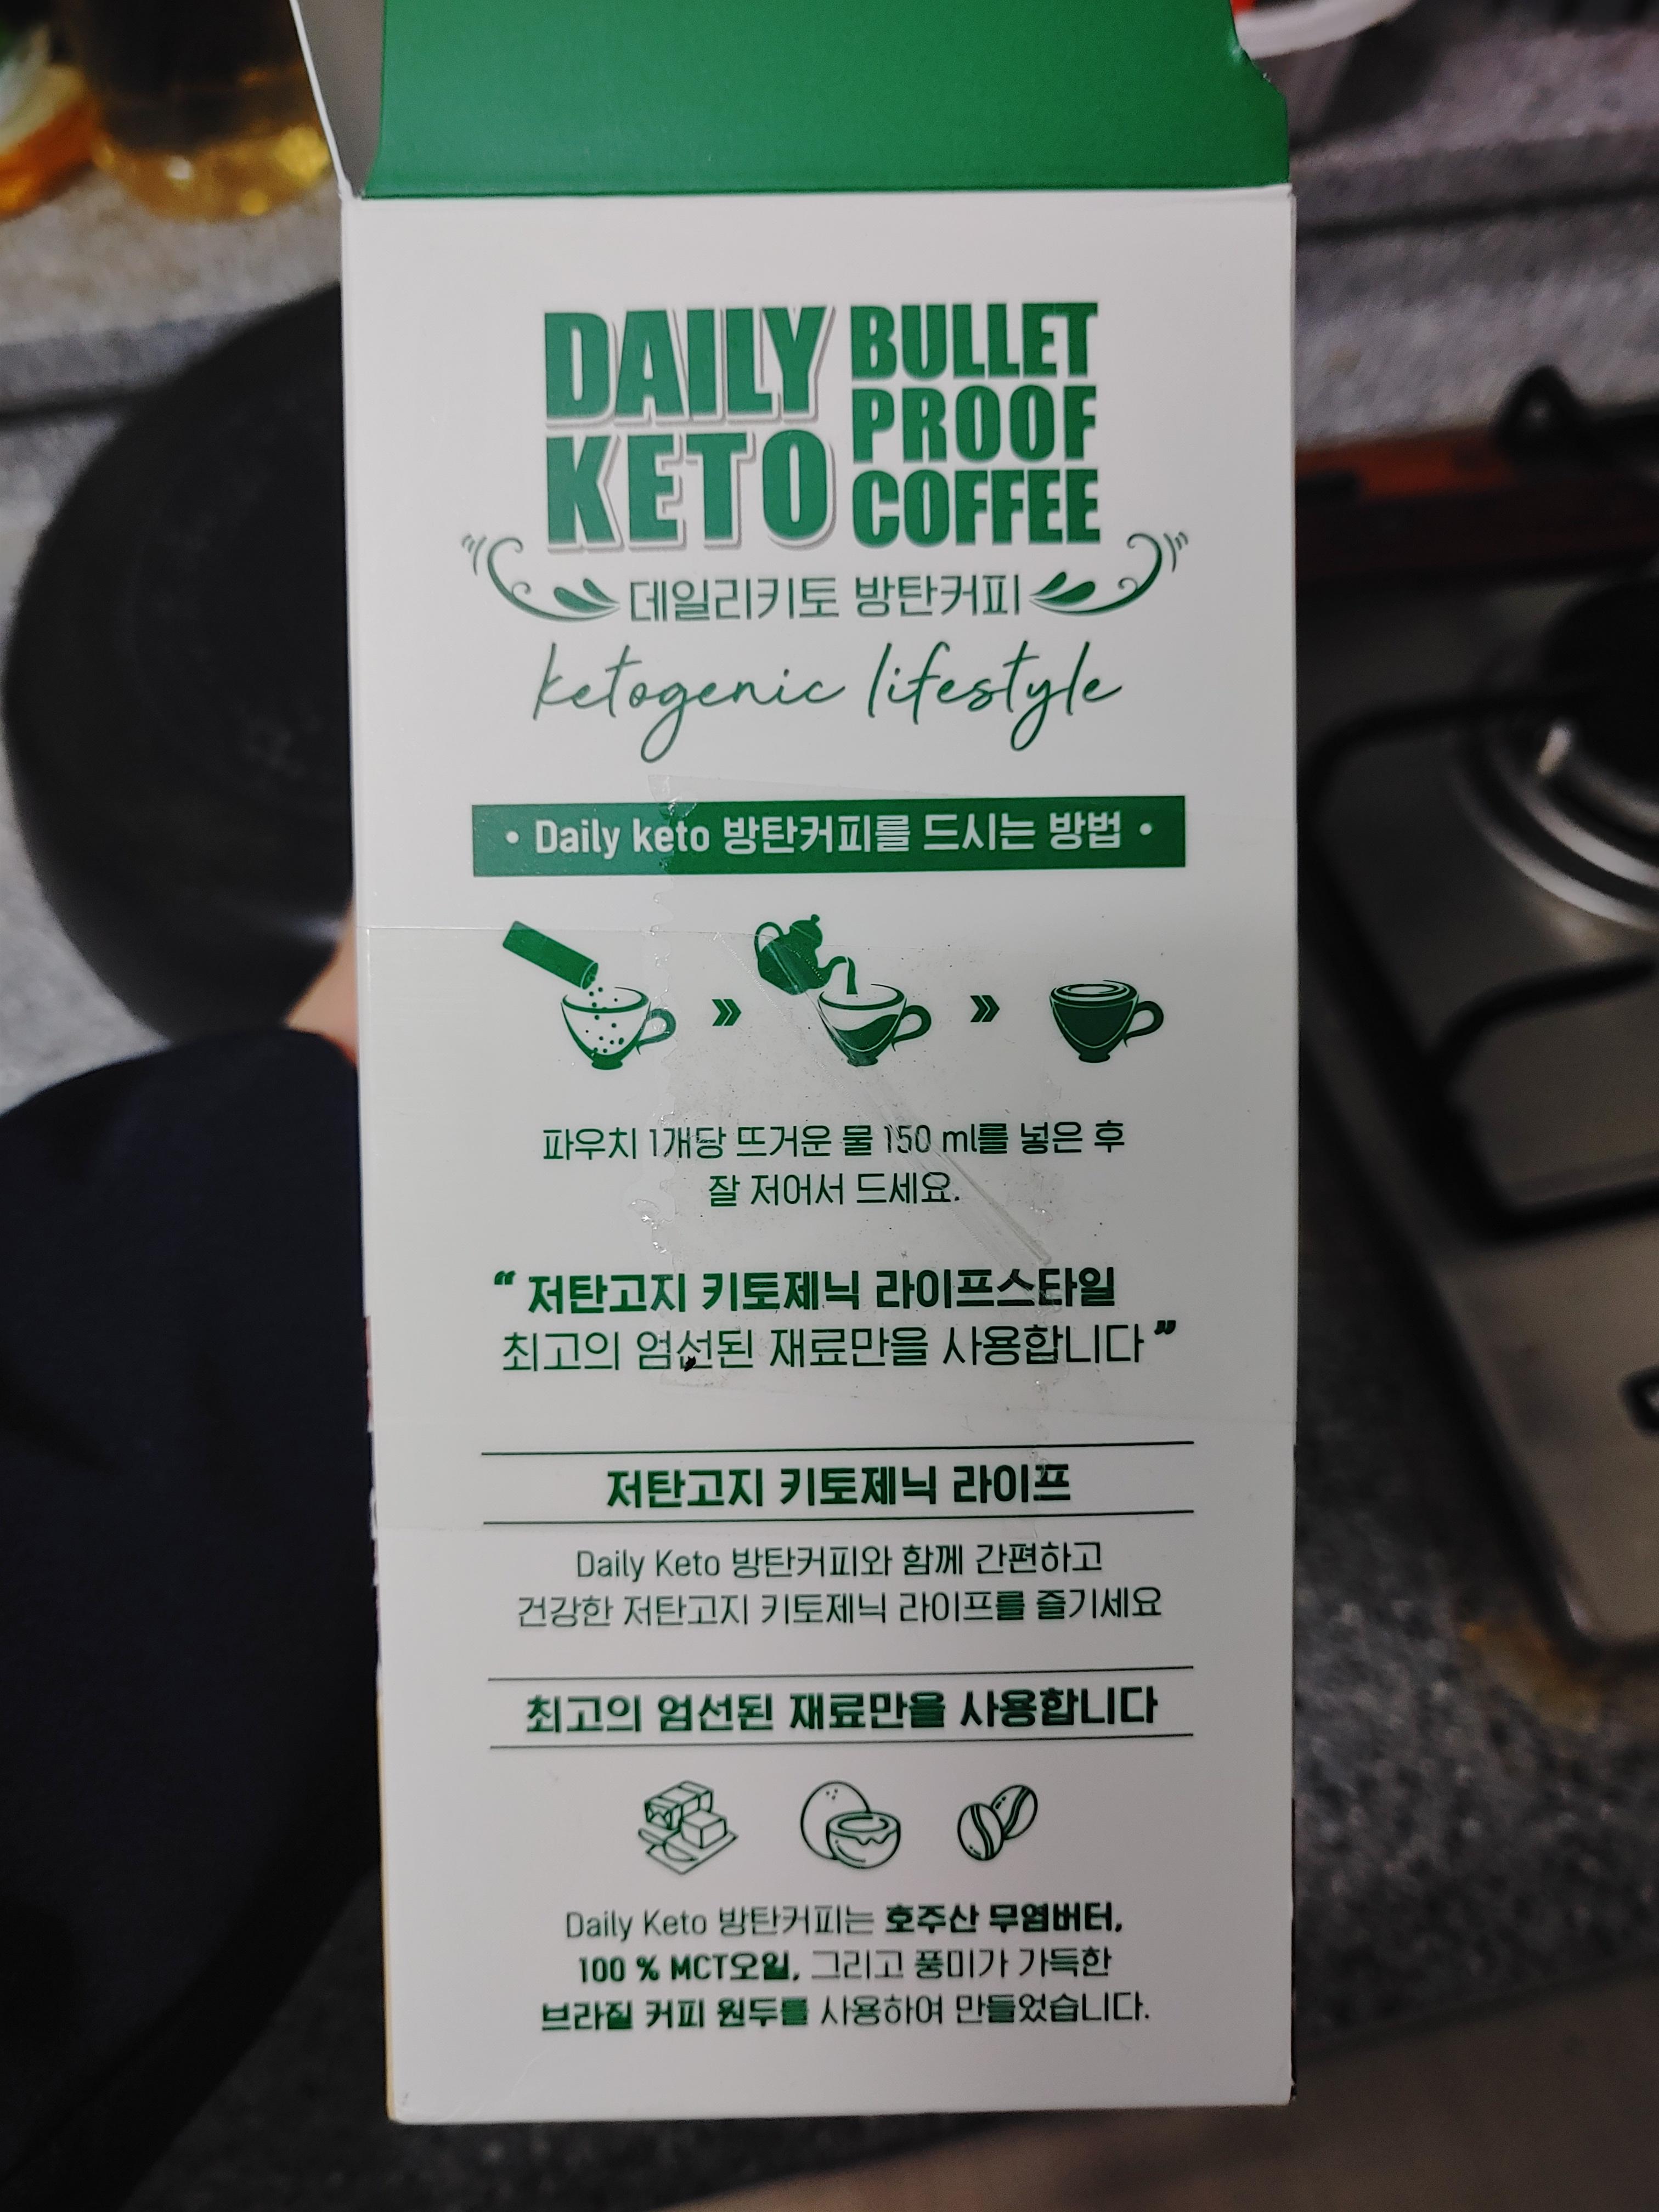 DAILY KETO
BULLET PROOF COFFEE
데일리키토 방탄커피
ketogenic lifestyle
• Daily keto 방탄커피를 드시는 방법 •
파우치 1개당 뜨거운 물 150 ml를 넣은 후
잘 저어서 드세요.
“ 저탄고지 키토제닉 라이프스타일
최고의 엄선된 재료만을 사용합니다 ”
저탄고지 키토제닉 라이프
Daily Keto 방탄커피와 함께 간편하고
건강한 저탄고지 키토제닉 라이프를 즐기세요
최고의 엄선된 재료만을 사용합니다
Daily Keto 방탄커피는 호주산 무염버터,
100 % MCT오일, 그리고 풍미가 가득한
브라질 커피 원두를 사용하여 만들었습니다.